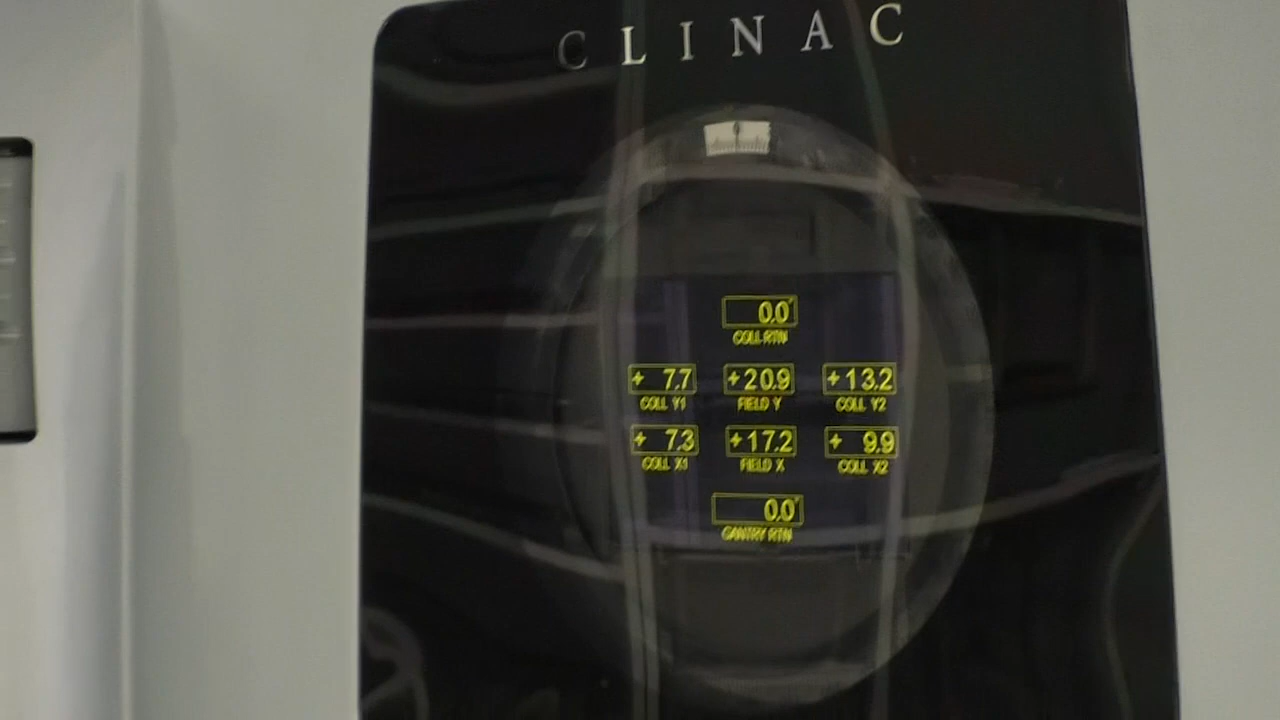 CLINAC
0.0°
COLL RTN
+ 7.7 +20.9 +13.2
COLL Y1 FIELD Y COLL Y2
+ 7.3 +17.2 + 9.9
COLL X1 FIELD X COLL X2
0.0°
GANTRY RTN